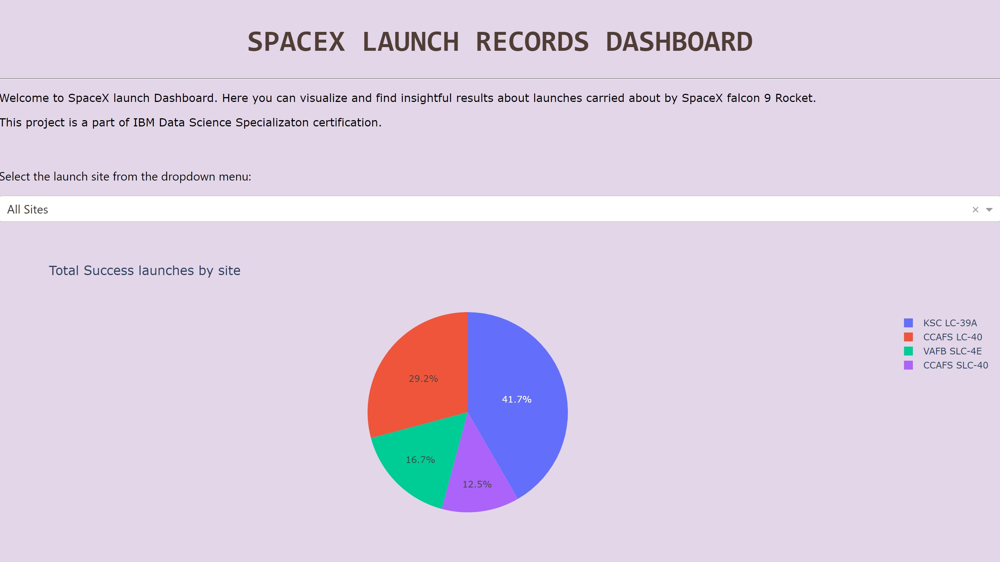 SPACEX LAUNCH RECORDS DASHBOARD
Welcome to SpaceX launch Dashboard. Here you can visualize and find insightful results about launches carried about by SpaceX falcon 9 Rocket.
This project is a part of IBM Data Science Specializaton certification.
Select the launch site from the dropdown menu:
All Sites
Total Success launches by site
KSC LC-39A
CCAFS LC-40
VAFB SLC-4E
CCAFS SLC-40
29.2%
41.7%
16.7%
12.5%